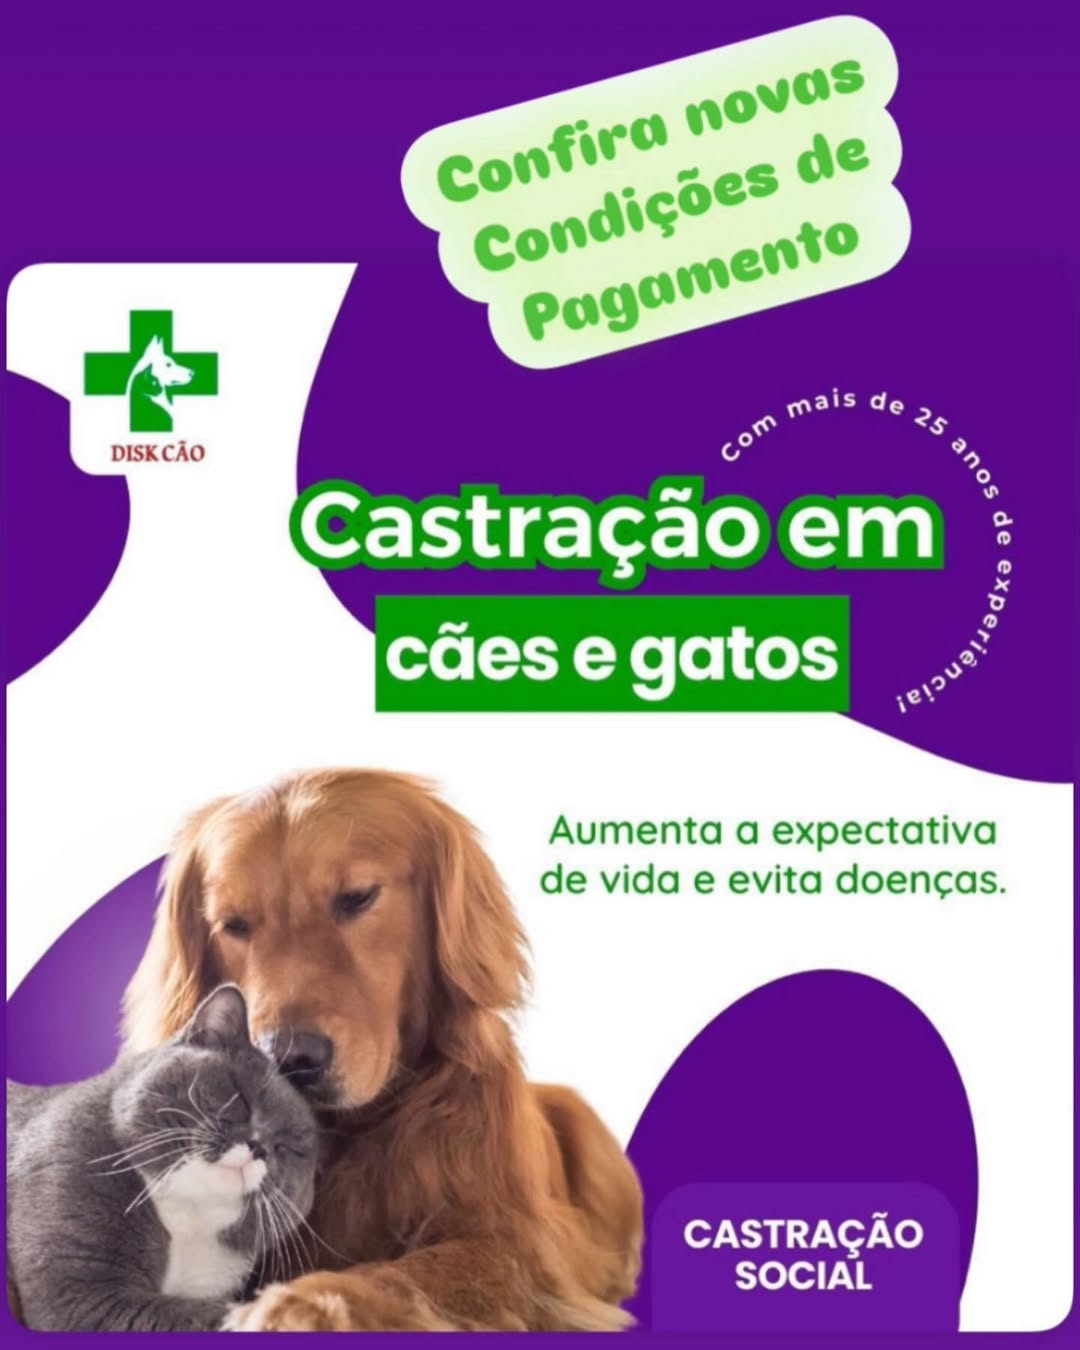 Confira novas
Condições de
Pagamento
DISK CÃO
Com mais de 25 anos de experiência!
Castração em
cães e gatos
Aumenta a expectativa
de vida e evita doenças.
CASTRAÇÃO
SOCIAL